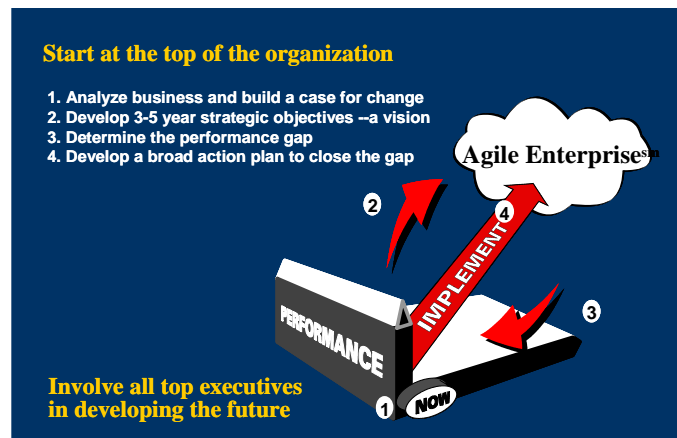 Start at the top of the organization
1. Analyze business and build a case for change
2. Develop 3-5 year strategic objectives --a vision
3. Determine the performance gap
4. Develop a broad action plan to close the gap
Agile Enterprisesm
2
4
IMPLEMENT
3
PERFORMANCE
Involve all top executives
in developing the future
1
NOW